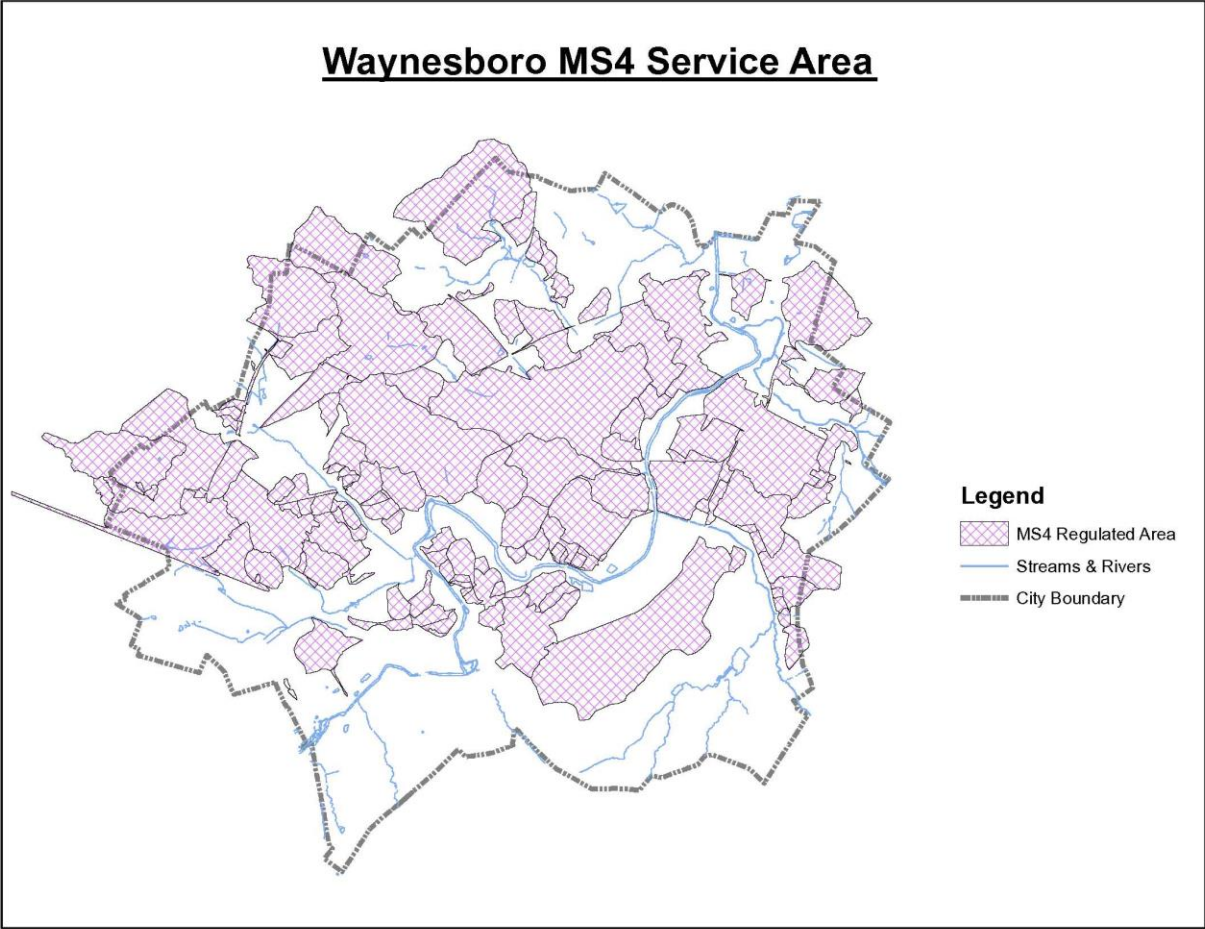 Waynesboro MS4 Service Area
Legend
MS4 Regulated Area
Streams & Rivers
City Boundary